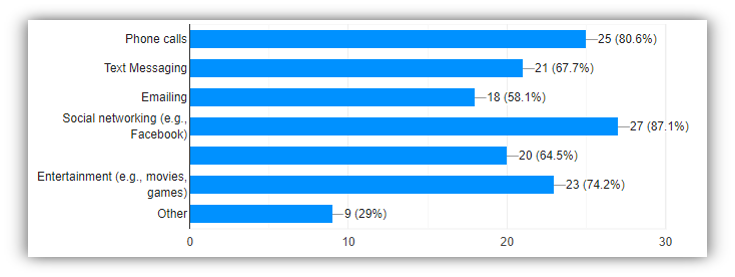 Phone calls
25 (80.6%)
Text Messaging
21 (67.7%)
Emailing
18 (58.1%)
Social networking (e.g.,
Facebook)
27 (87.1%)
20 (64.5%)
Entertainment (e.g., movies,
games)
23 (74.2%)
Other
9 (29%)
0 10 20 30